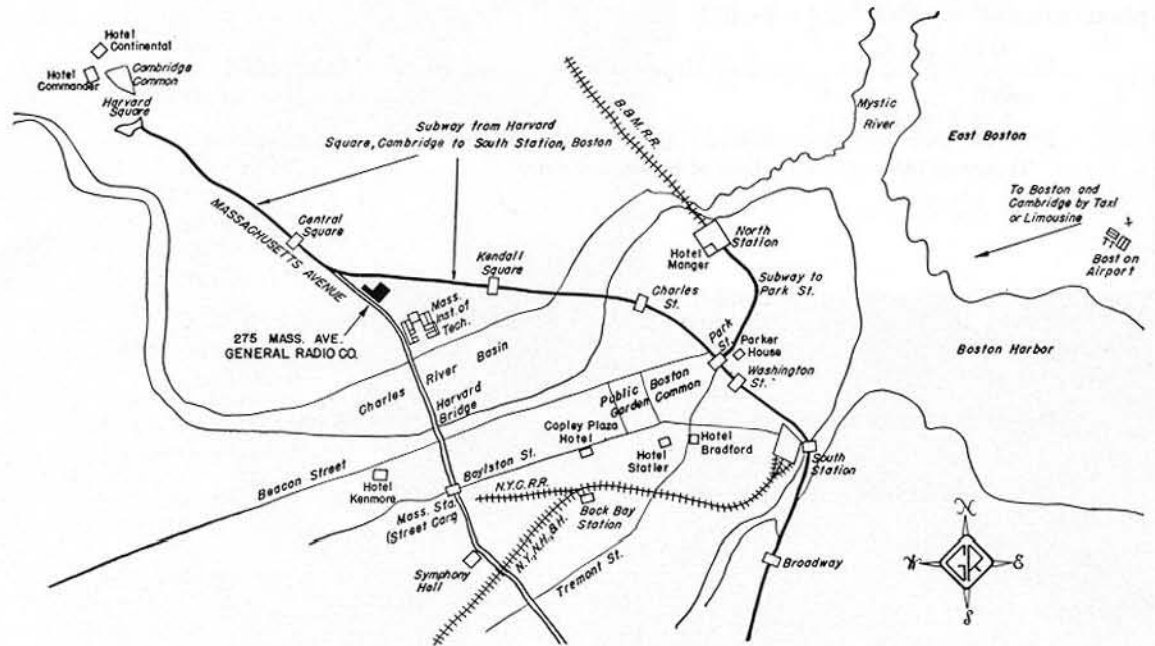 Hotel
Continental
Hotel
Commander
Cambridge
Common
Harvard
Square
Subway from Harvard
Square, Cambridge to South Station, Boston
B.&M. R.R.
Mystic
River
East Boston
To Boston and
Cambridge by Taxi
or Limousine
Boston
Airport
MASSACHUSETTS AVENUE
Central
Square
Kendall
Square
North
Station
Hotel
Manger
Subway to
Park St.
Charles
St.
Mass.
Inst. of
Tech.
275 MASS. AVE.
GENERAL RADIO CO.
Park
St.
Parker
House
Washington
St.
Boston Harbor
Charles River Basin
Harvard
Bridge
Public
Garden
Boston
Common
Copley Plaza
Hotel
Hotel
Statler
Hotel
Bradford
South
Station
Beacon Street
Hotel
Kenmore
Boylston St.
Mass. Sta.
(Street Cars)
N.Y.C. R.R.
Back Bay
Station
N.Y., N.H., & H.
Symphony
Hall
Tremont St.
Broadway
N
W
E
S
GR